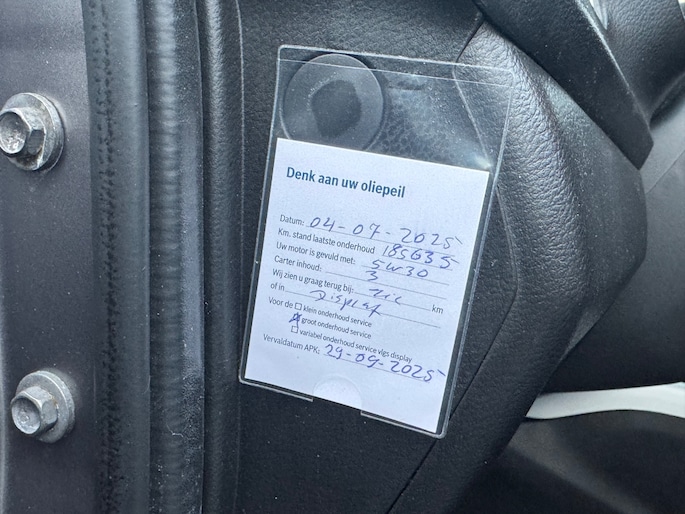 Denk aan uw oliepeil
Datum: 04-07-2025
Km. stand laatste onderhoud 185635
Uw motor is gevuld met: 5W30
Carter inhoud: 3
Wij zien u graag terug bij: zie km
of in Display
Voor de klein onderhoud service
groot onderhoud service
variabel onderhoud service vlgs display
Vervaldatum APK: 29-09-2025